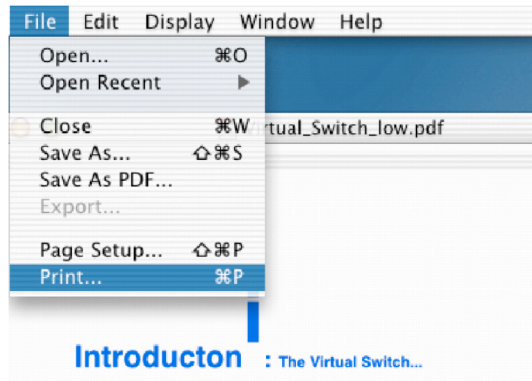 File Edit Display Window Help
Open... ⌘O
Open Recent ▶
Close ⌘W
rtual_Switch_low.pdf
Save As... ⇧⌘S
Save As PDF...
Export...
Page Setup... ⇧⌘P
Print... ⌘P
Introducton : The Virtual Switch...